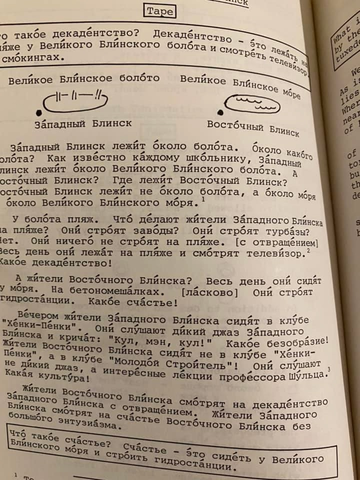 Блинск
Tape
Что такое декаде́нтство? Декаде́нтство - э́то лежа́ть на
пля́же у Вели́кого Бли́нского боло́та и смотре́ть телеви́зор
в смо́кингах.
Вели́кое Бли́нское боло́то Вели́кое Бли́нское мо́ре
За́падный Блинск Восто́чный Блинск
За́падный Блинск лежи́т о́коло боло́та. О́коло како́го
боло́та? Как изве́стно ка́ждому шко́льнику, За́падный
Блинск лежи́т о́коло Вели́кого Бли́нского боло́та. А
Восто́чный Блинск? Где лежи́т Восто́чный Блинск?
Восто́чный Блинск лежи́т не о́коло боло́та, а о́коло мо́ря
- о́коло Вели́кого Бли́нского мо́ря.¹
У боло́та пляж. Что де́лают жи́тели За́падного Бли́нска
на пля́же? Они́ стро́ят заво́ды? Они́ стро́ят турба́зы?
Нет. Они́ ничего́ не стро́ят на пля́же. [с отвраще́нием]
Весь день они́ лежа́т на пля́же и смо́трят телеви́зор.²
Како́е декаде́нтство!
А жи́тели Восто́чного Бли́нска? Весь день они́ сидя́т
у мо́ря. На бетономеша́лках. [ла́сково] Они́ стро́ят
гидроста́нции. Како́е сча́стье!
Ве́чером жи́тели За́падного Бли́нска сидя́т в клу́бе
"Хе́нки-Пе́нки". Они́ слу́шают ди́кий джаз За́падного
Бли́нска и крича́т: "Кул, мэн, кул!" Како́е безобра́зие!
Жи́тели Восто́чного Бли́нска сидя́т не в клу́бе "Хе́нки-
Пе́нки", а в клу́бе "Молодо́й Строи́тель"! Они́ слу́шают
не ди́кий джаз, а интере́сные ле́кции профе́ссора Шу́льца.³
Кака́я культу́ра!
Жи́тели Восто́чного Бли́нска смо́трят на декаде́нтство
За́падного Бли́нска с отвраще́нием. Жи́тели За́падного
Бли́нска смо́трят на сча́стье Восто́чного Бли́нска без
большо́го энтузиа́зма.
Что́ тако́е сча́стье? Сча́стье - э́то сиде́ть у Вели́кого
Бли́нского мо́ря и стро́ить гидроста́нции.
What
by the
tuxed